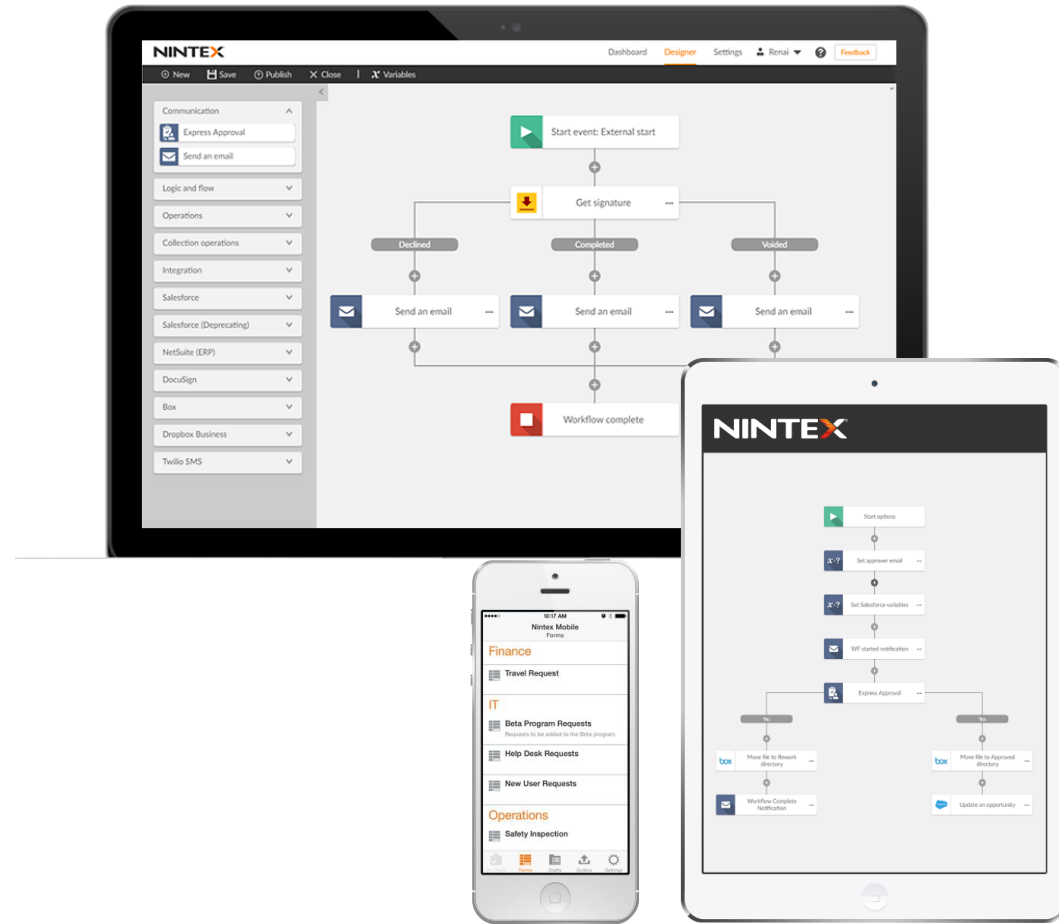 NINTEX
Dashboard Designer Settings Renai ? Feedback
New Save Publish Close | x Variables
Communication
Express Approval
Send an email
Logic and flow
Operations
Collection operations
Integration
Salesforce
Salesforce (Deprecating)
NetSuite (ERP)
DocuSign
Box
Dropbox Business
Twilio SMS
Start event: External start
Get signature
Declined Completed Voided
Send an email Send an email Send an email
Workflow complete
10:17 AM
Nintex Mobile
Forms
Finance
Travel Request
IT
Beta Program Requests
Requests to be added to the Beta program.
Help Desk Requests
New User Requests
Operations
Safety Inspection
Forms Drafts Outbox Settings
NINTEX
Start options
Set approver email
Set Salesforce variables
WF started notification
Express Approval
No Yes
box Move file to Rework
directory
box Move file to Approved
directory
Workflow Complete
Notification
Update an opportunity